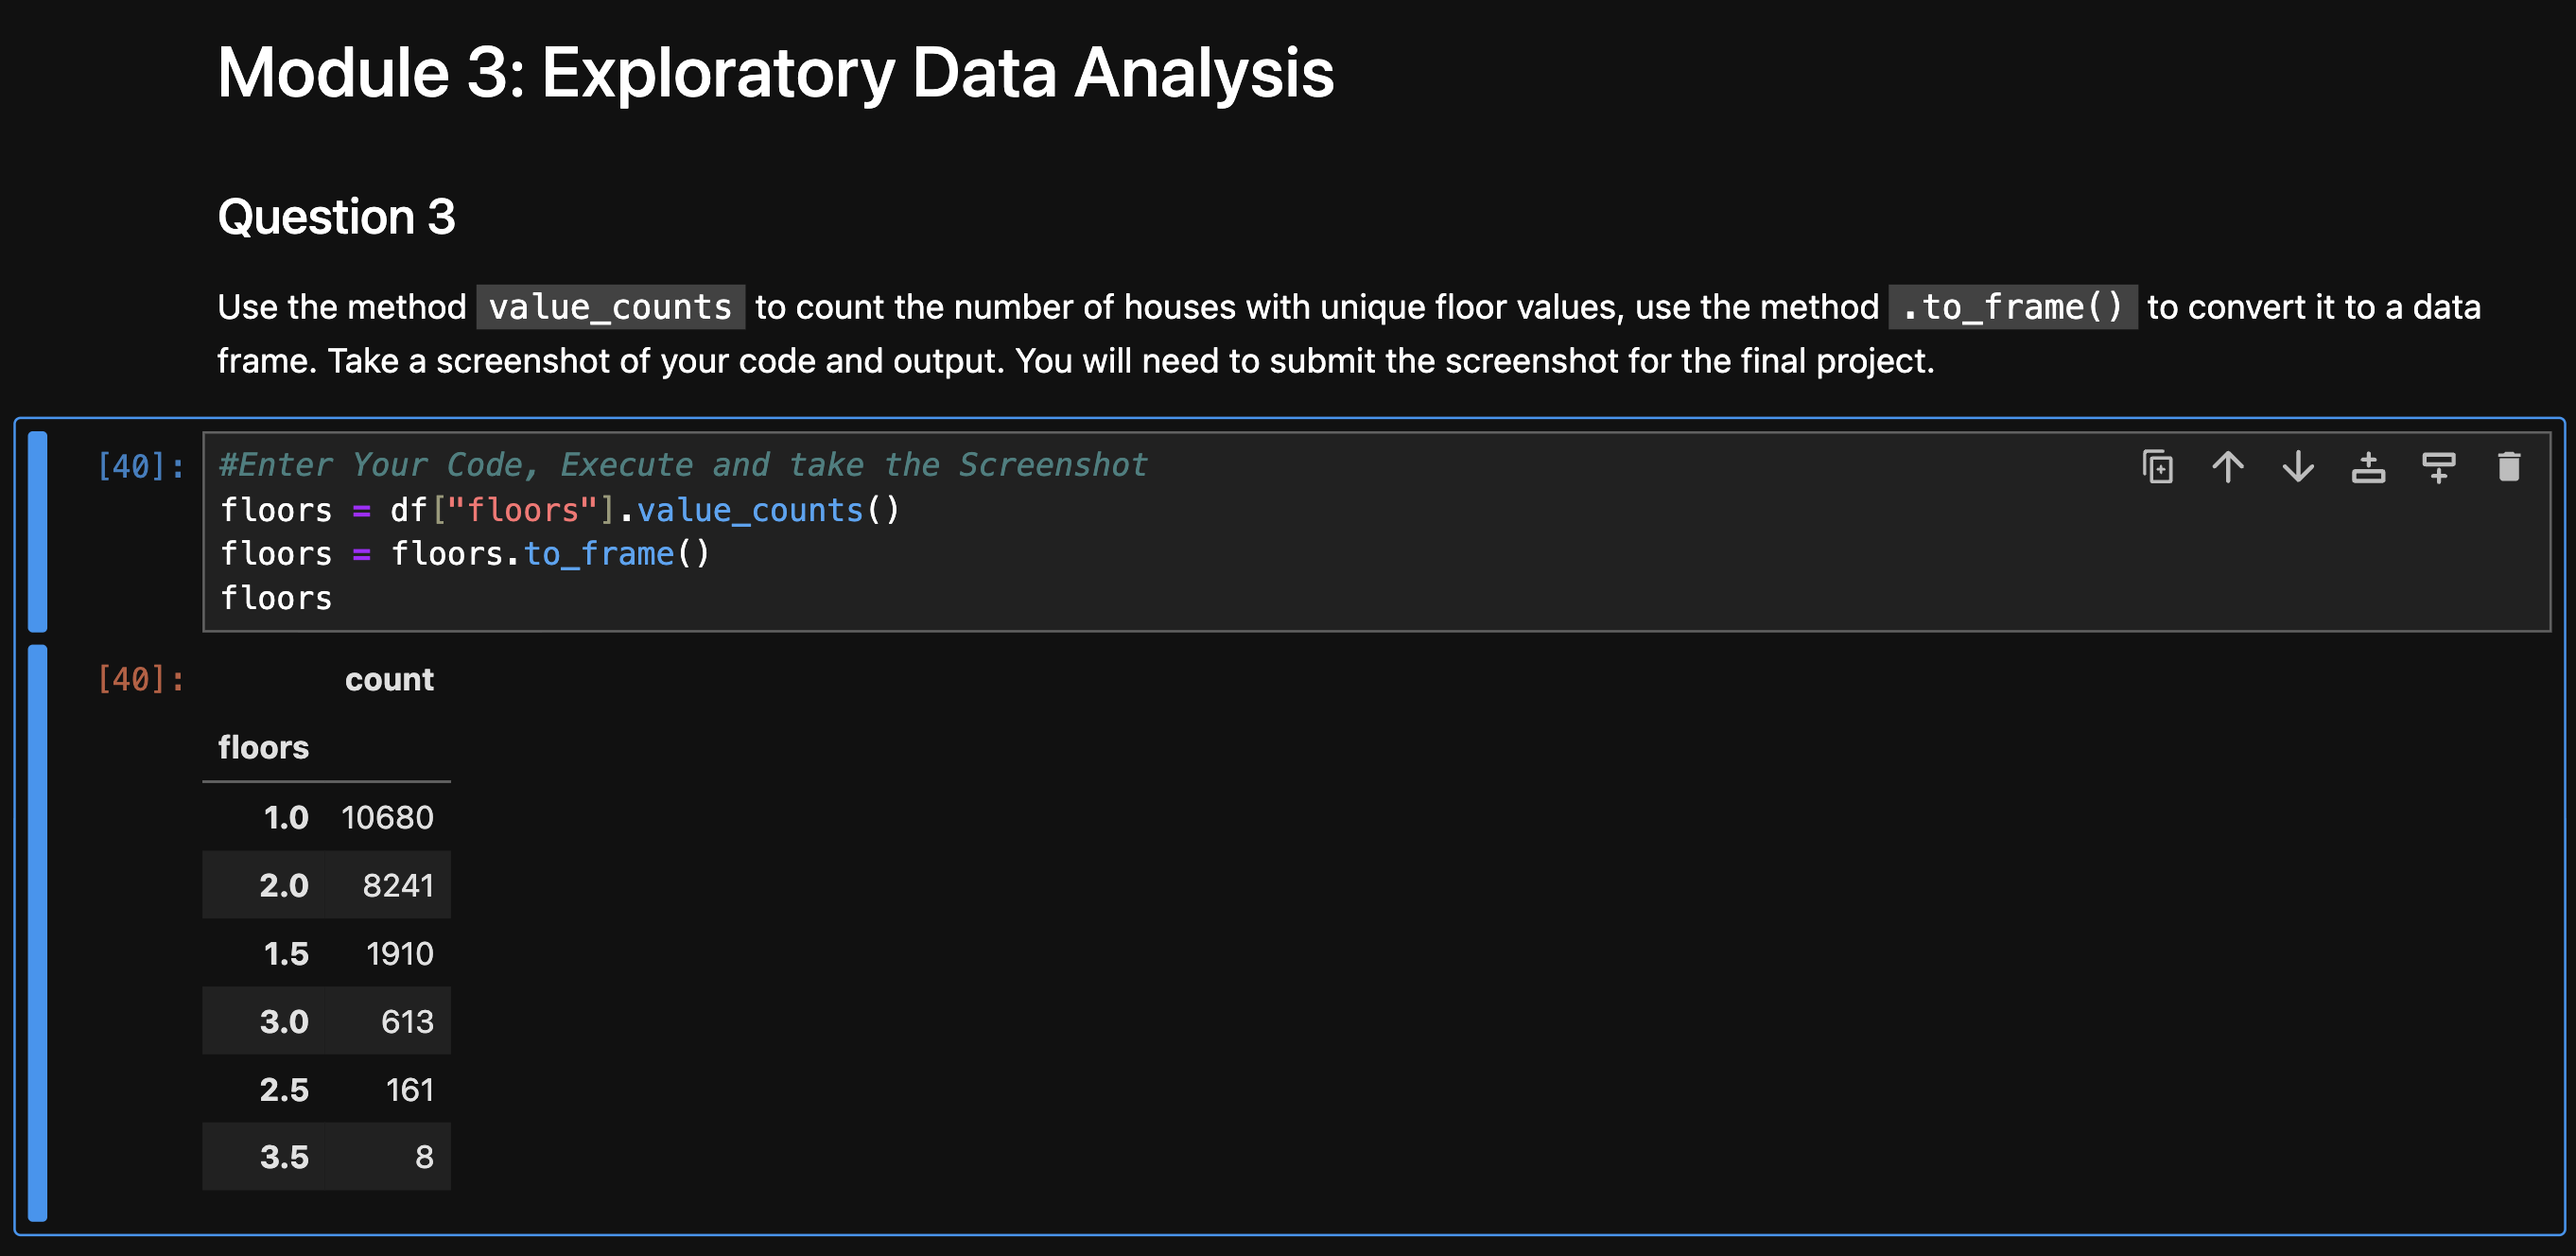 Module 3: Exploratory Data Analysis
Question 3
Use the method value_counts to count the number of houses with unique floor values, use the method .to_frame() to convert it to a data
frame. Take a screenshot of your code and output. You will need to submit the screenshot for the final project.
[40]: #Enter Your Code, Execute and take the Screenshot
floors = df["floors"].value_counts()
floors = floors.to_frame()
floors
[40]: count
floors
1.0 10680
2.0 8241
1.5 1910
3.0 613
2.5 161
3.5 8